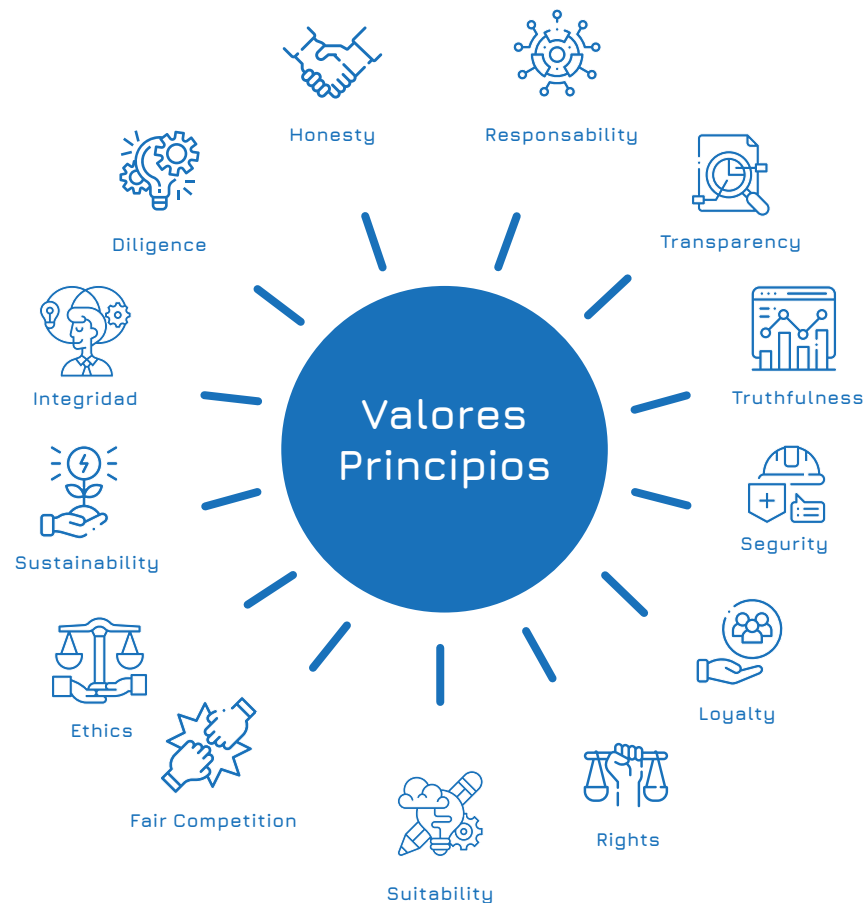 Honesty
Responsability
Diligence
Transparency
Integridad
Truthfulness
Valores
Principios
Sustainability
Segurity
Ethics
Loyalty
Fair Competition
Rights
Suitability